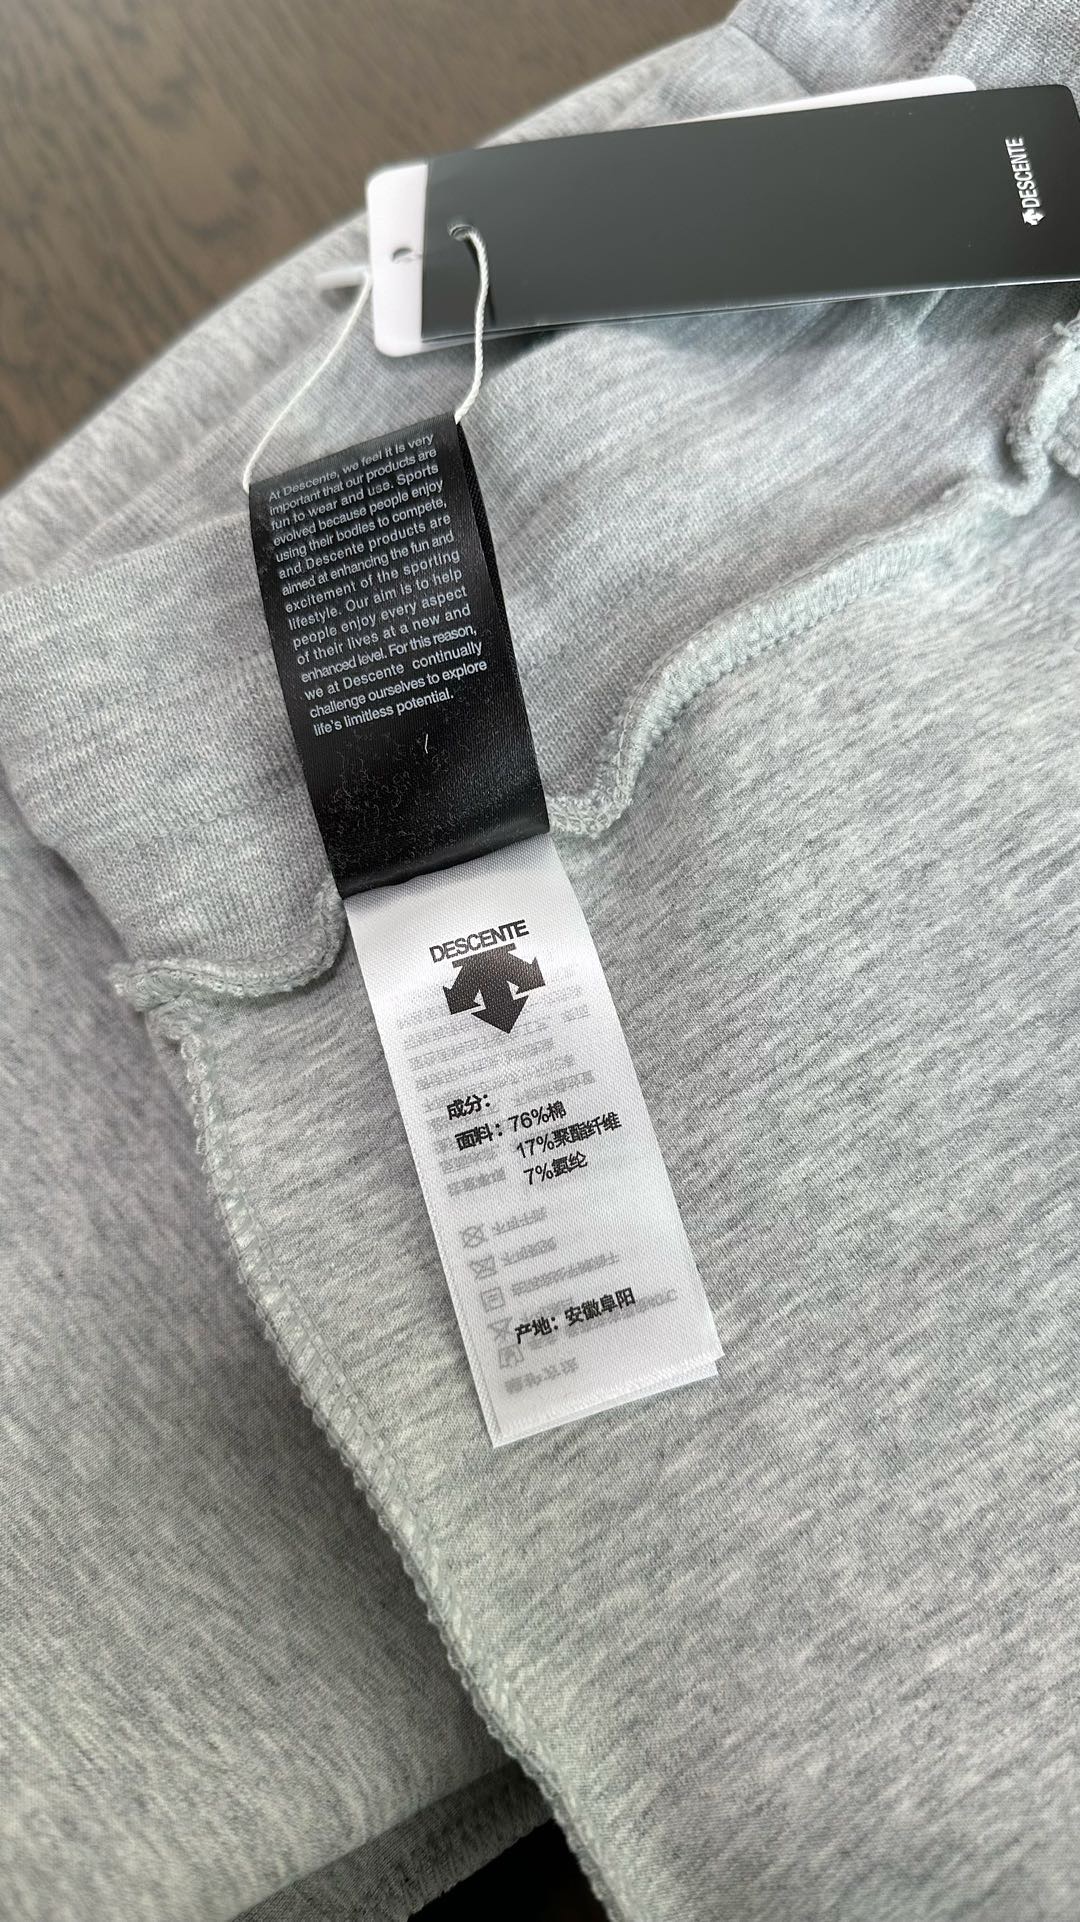 DESCENTE
At Descente, we feel it is very
important that our products are
fun to wear and use. Sports
evolved because people enjoy
using their bodies to compete,
and Descente products are
aimed at enhancing the fun and
excitement of the sporting
lifestyle. Our aim is to help
people enjoy every aspect
of their lives at a new and
enhanced level. For this reason,
we at Descente continually
challenge ourselves to explore
life's limitless potential.
DESCENTE
成分：
面料：76%棉
17%聚酯纤维
7%氨纶
产地：安徽阜阳